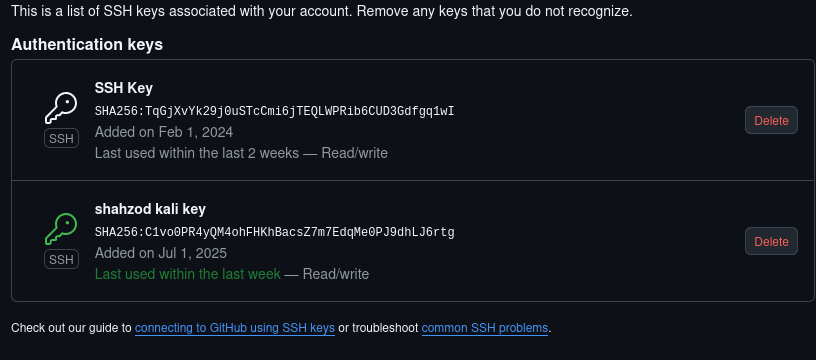 This is a list of SSH keys associated with your account. Remove any keys that you do not recognize.
Authentication keys
SSH Key
SHA256:TqGjXvYk29j0uSTcCmi6jTEQLWPRib6CUD3Gdfgq1wI
Added on Feb 1, 2024
Last used within the last 2 weeks — Read/write
SSH
Delete
shahzod kali key
SHA256:C1vo0PR4yQM4ohFHKhBacsZ7m7EdqMe0PJ9dhLJ6rtg
Added on Jul 1, 2025
Last used within the last week — Read/write
SSH
Delete
Check out our guide to connecting to GitHub using SSH keys or troubleshoot common SSH problems.